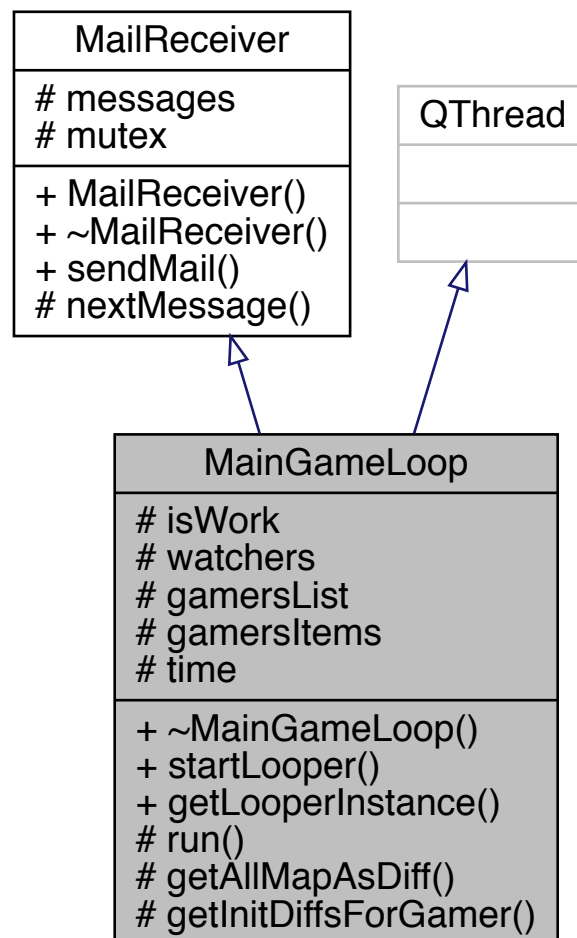 MailReceiver
# messages
# mutex
+ MailReceiver()
+ ~MailReceiver()
+ sendMail()
# nextMessage()
QThread
MainGameLoop
# isWork
# watchers
# gamersList
# gamersItems
# time
+ ~MainGameLoop()
+ startLooper()
+ getLooperInstance()
# run()
# getAllMapAsDiff()
# getInitDiffsForGamer()